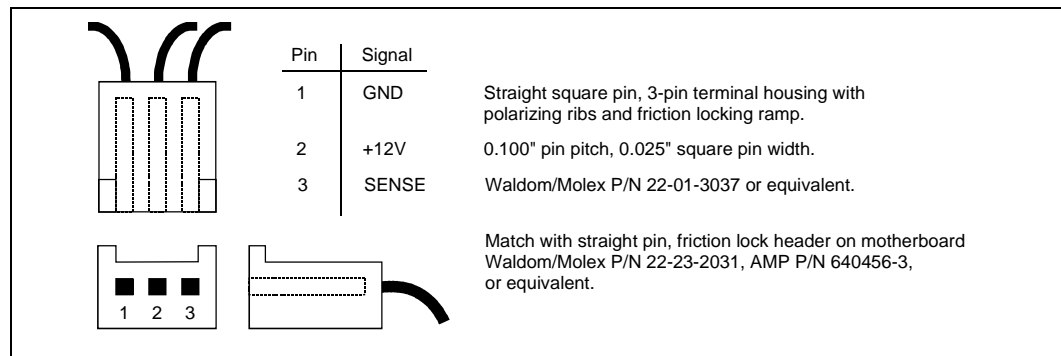 Pin Signal
1 GND Straight square pin, 3-pin terminal housing with
polarizing ribs and friction locking ramp.
2 +12V 0.100" pin pitch, 0.025" square pin width.
3 SENSE Waldom/Molex P/N 22-01-3037 or equivalent.
Match with straight pin, friction lock header on motherboard
Waldom/Molex P/N 22-23-2031, AMP P/N 640456-3,
or equivalent.
1 2 3